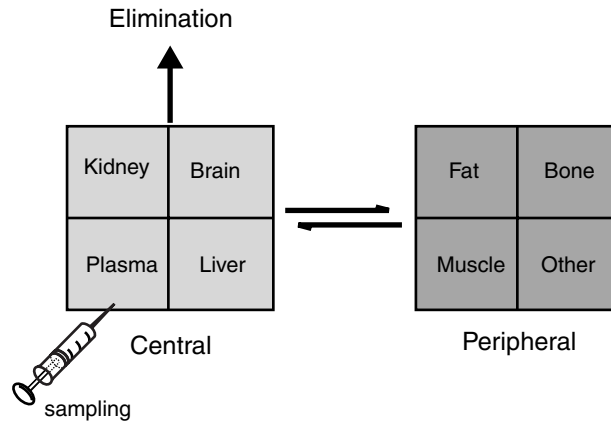 Elimination
Kidney Brain
Fat Bone
Plasma Liver
Muscle Other
Central
Peripheral
sampling